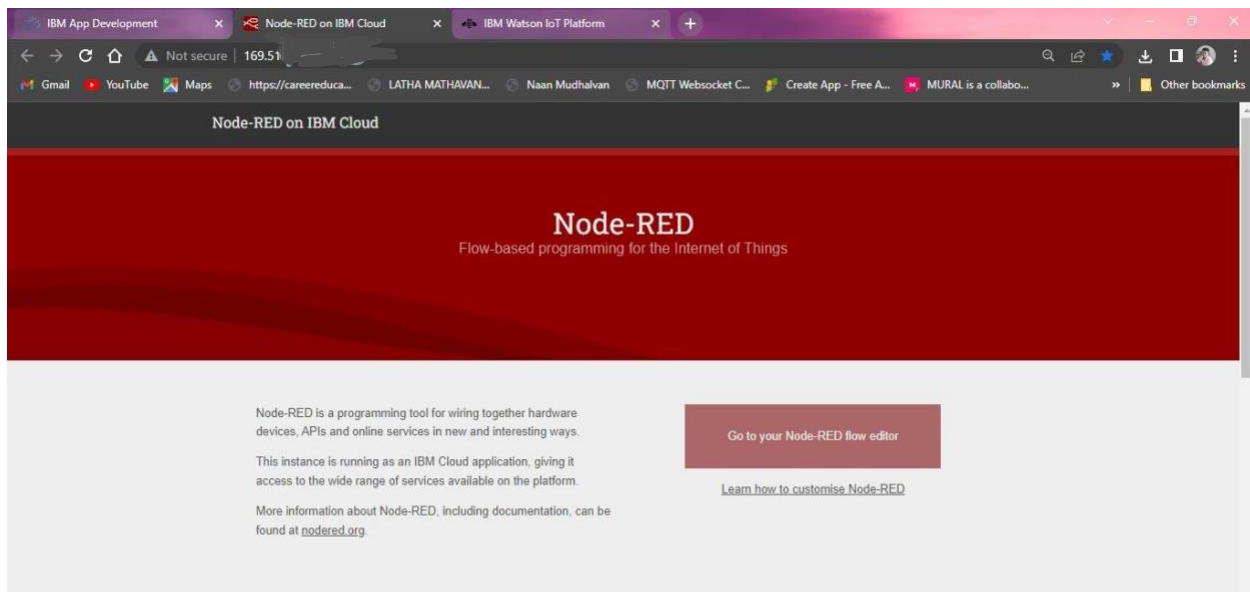 IBM App Development
Node-RED on IBM Cloud
IBM Watson IoT Platform
Not secure
169.51
Gmail
YouTube
Maps
https://careereduca...
LATHA MATHAVAN...
Naan Mudhalvan
MQTT Websocket C...
Create App - Free A...
MURAL is a collabo...
»
Other bookmarks
Node-RED on IBM Cloud
Node-RED
Flow-based programming for the Internet of Things
Node-RED is a programming tool for wiring together hardware
devices, APIs and online services in new and interesting ways.
This instance is running as an IBM Cloud application, giving it
access to the wide range of services available on the platform.
More information about Node-RED, including documentation, can be
found at nodered.org.
Go to your Node-RED flow editor
Learn how to customise Node-RED